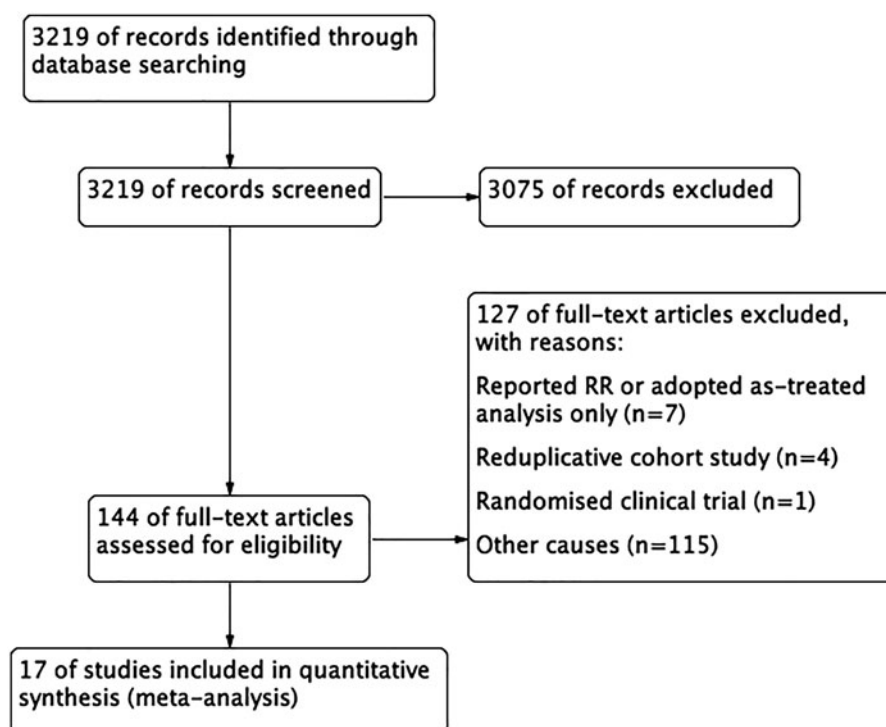 3219 of records identified through
database searching
3219 of records screened
3075 of records excluded
127 of full-text articles excluded,
with reasons:
Reported RR or adopted as-treated
analysis only (n=7)
Reduplicative cohort study (n=4)
Randomised clinical trial (n=1)
Other causes (n=115)
144 of full-text articles
assessed for eligibility
17 of studies included in quantitative
synthesis (meta-analysis)